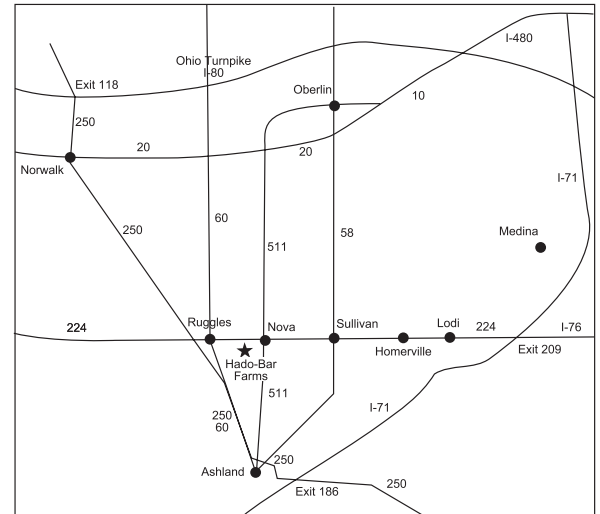 I-480
Ohio Turnpike
I-80
Exit 118
Oberlin
10
250
20
20
Norwalk
I-71
60
250
511
58
Medina
224
Ruggles
Nova
Sullivan
Lodi
224
I-76
Homerville
Exit 209
Hado-Bar
Farms
511
250
60
I-71
Ashland
250
Exit 186
250